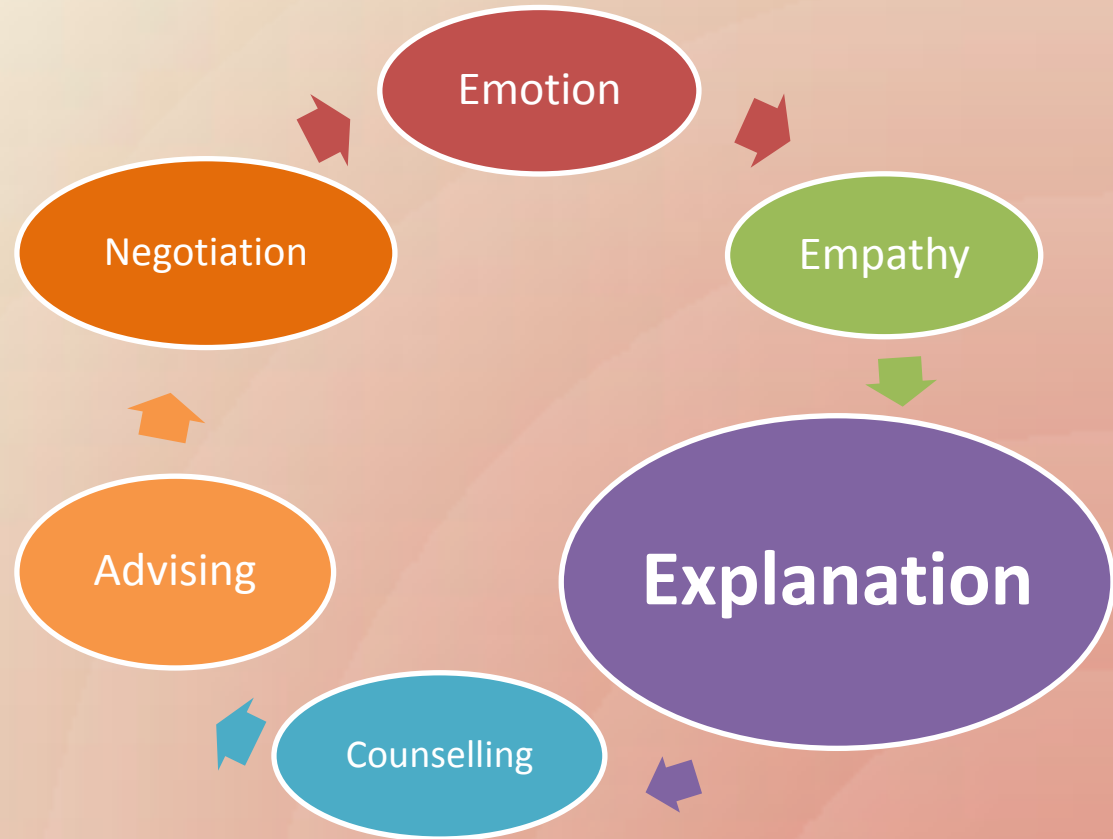 Emotion
Empathy
Explanation
Counselling
Advising
Negotiation